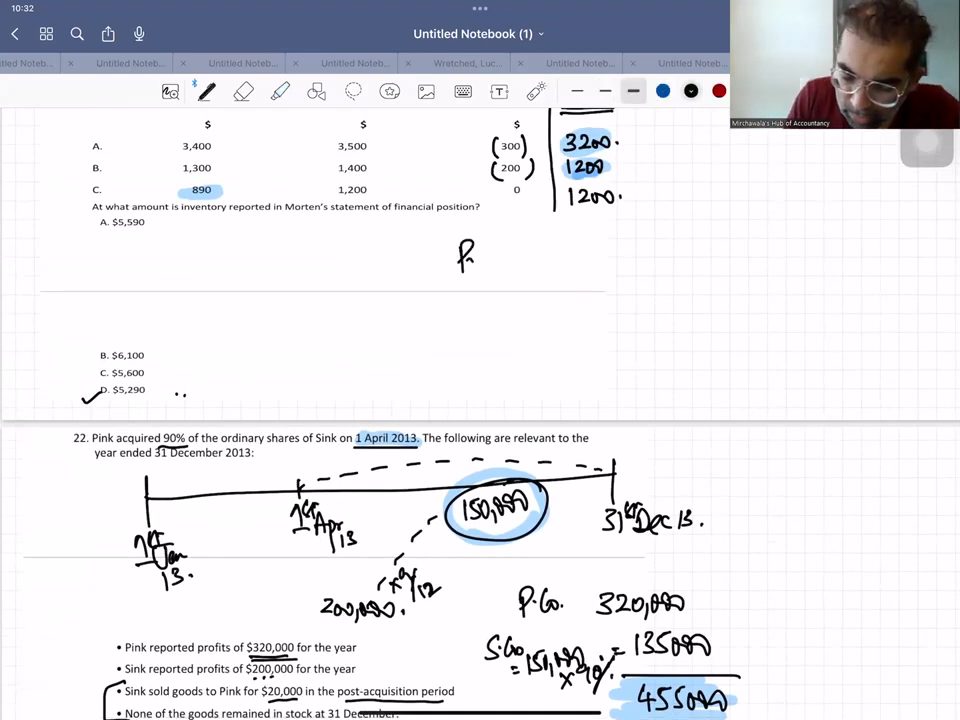 10:32
Untitled Notebook (1)
Untitled Noteb...
Untitled Noteb...
Untitled Noteb...
Wretched, Luc...
Untitled Noteb...
Untitled Noteb...
Mirchawala's Hub of Accountancy
$ $ $
A. 3,400 3,500 (300) 3200.
B. 1,300 1,400 (200) 1200
C. 890 1,200 0 1200.
At what amount is inventory reported in Morten's statement of financial position?
A. $5,590
B. $6,100
C. $5,600
D. $5,290
22. Pink acquired 90% of the ordinary shares of Sink on 1 April 2013. The following are relevant to the
year ended 31 December 2013:
150,000
1st Jan 13.
1st Apr 13
31st Dec 13.
200,000. x 9/12
P.Co. 320,000
S.Co = 150,000 x 90% = 135000
455000
• Pink reported profits of $320,000 for the year
• Sink reported profits of $200,000 for the year
• Sink sold goods to Pink for $20,000 in the post-acquisition period
• None of the goods remained in stock at 31 December.